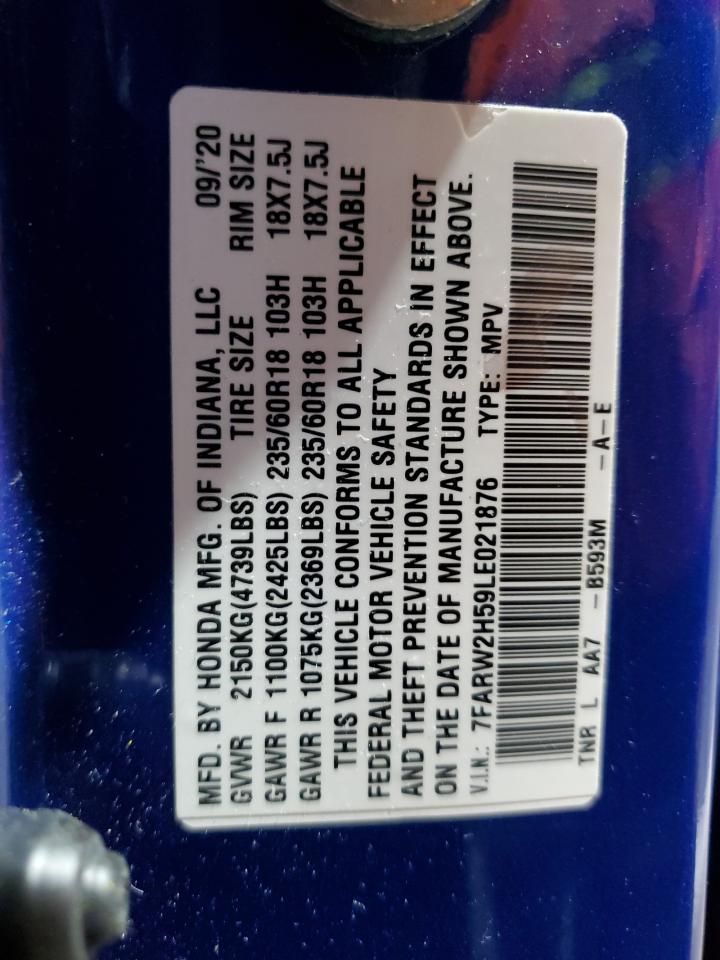 MFD. BY HONDA MFG. OF INDIANA, LLC 09/'20
GVWR 2150KG(4739LBS) TIRE SIZE RIM SIZE
GAWR F 1100KG(2425LBS) 235/60R18 103H 18X7.5J
GAWR R 1075KG(2369LBS) 235/60R18 103H 18X7.5J
THIS VEHICLE CONFORMS TO ALL APPLICABLE
FEDERAL MOTOR VEHICLE SAFETY
AND THEFT PREVENTION STANDARDS IN EFFECT
ON THE DATE OF MANUFACTURE SHOWN ABOVE.
V.I.N.: 7FARW2H59LE021876 TYPE: MPV
TNR L AA7 -B593M -A-E